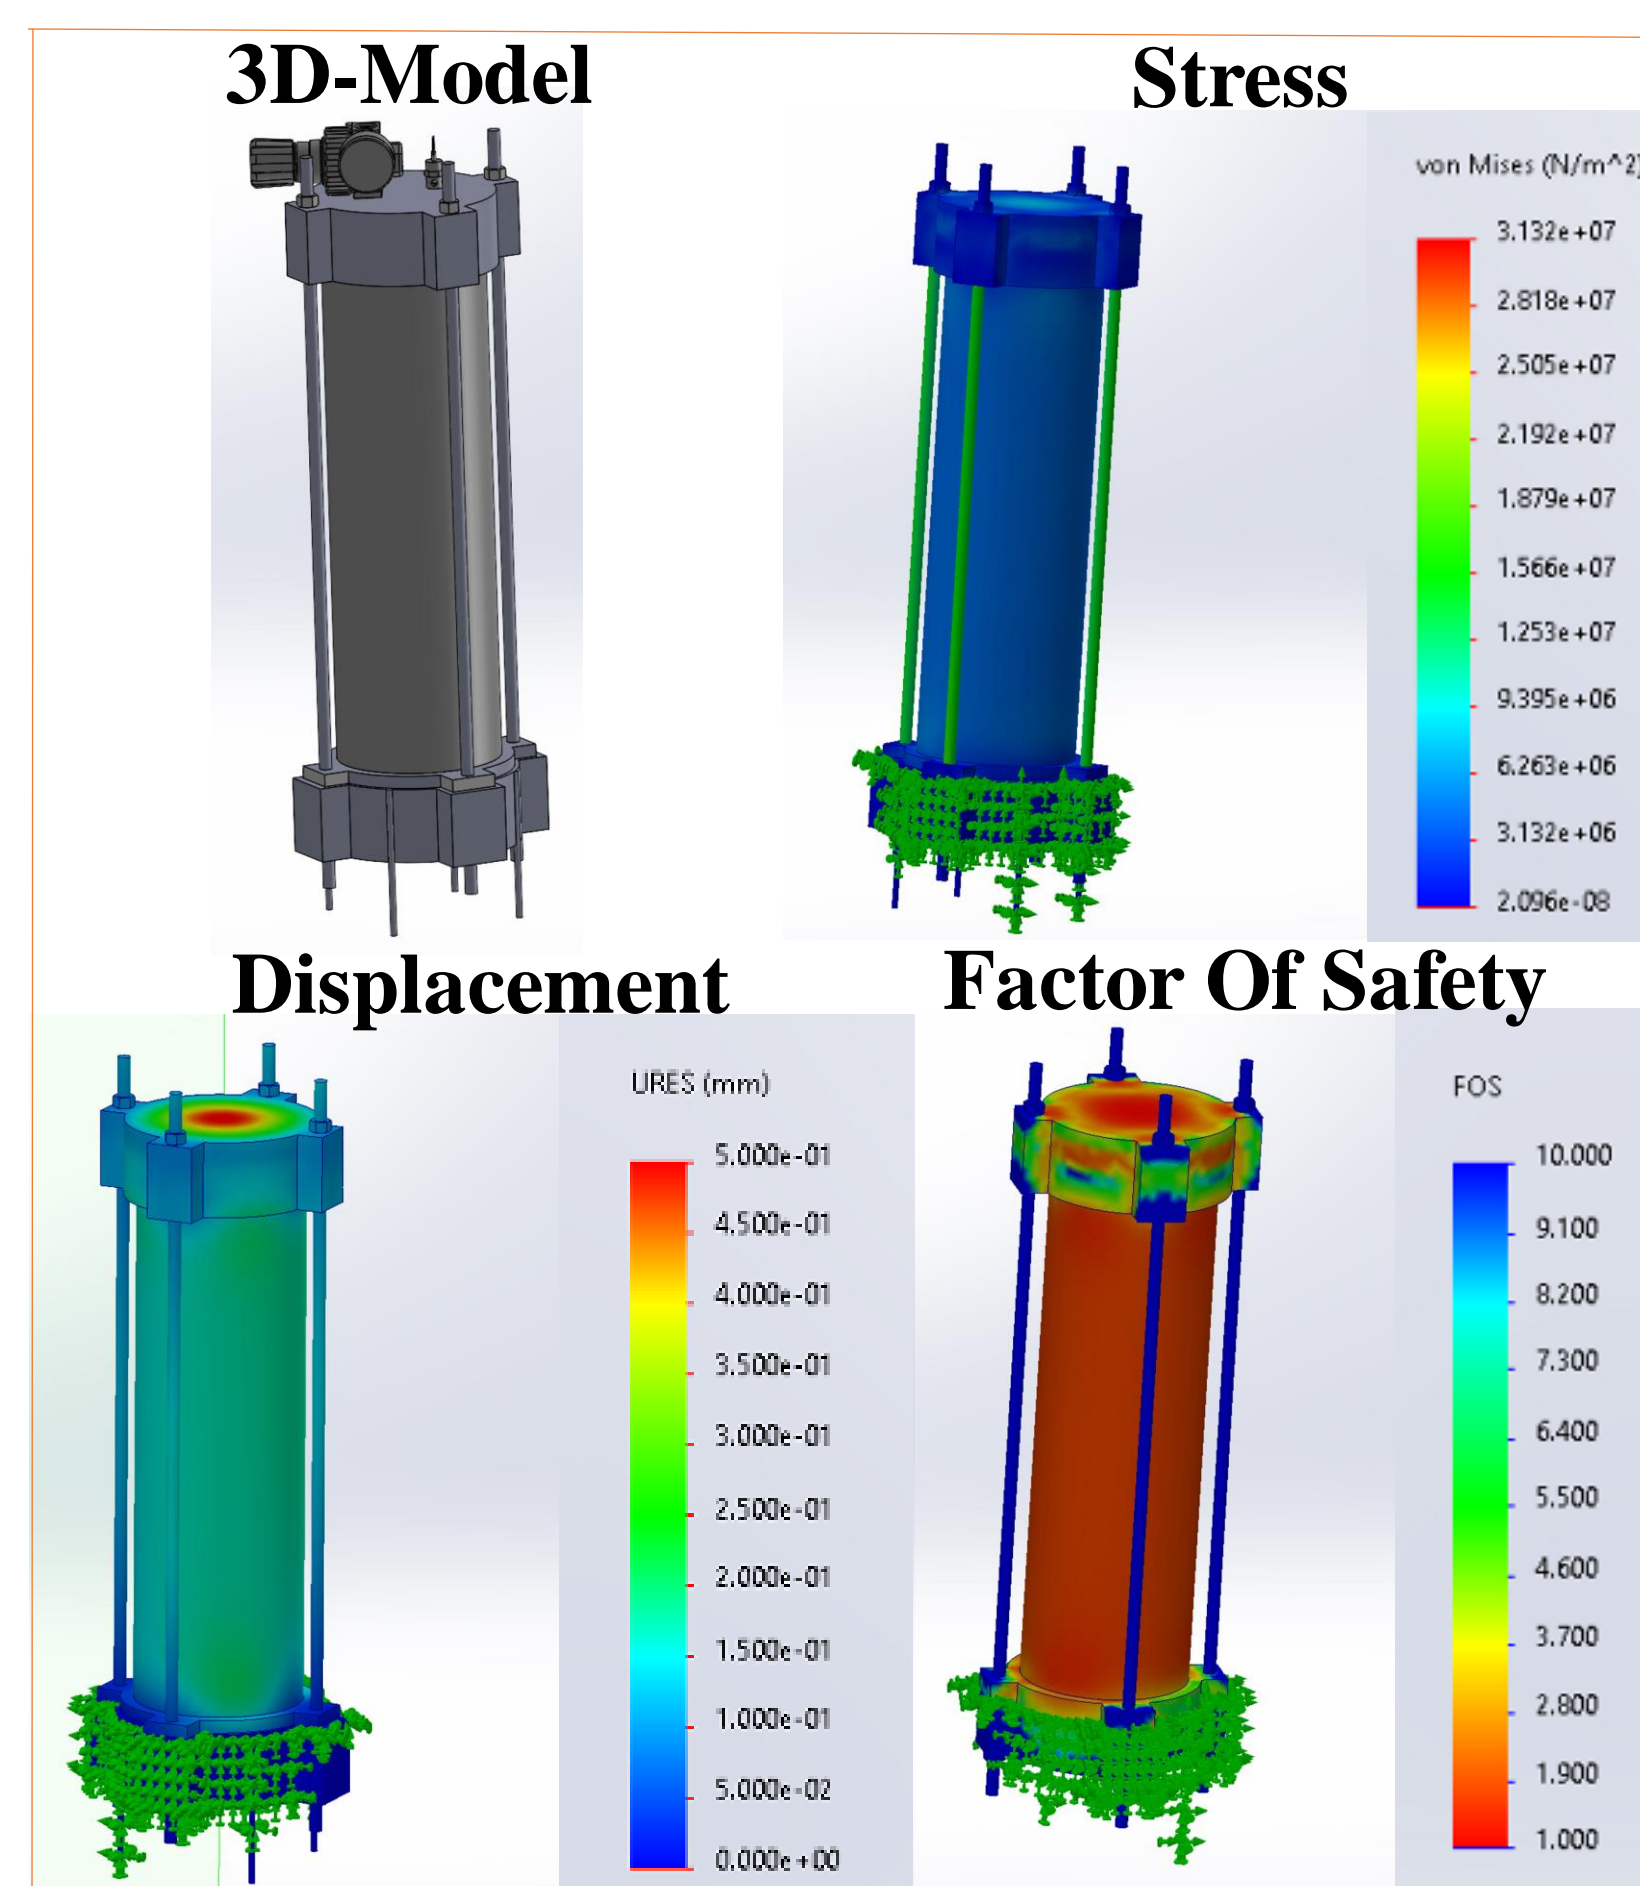 3D-Model
Stress
von Mises (N/m^2)
3.132e+07
2.818e+07
2.505e+07
2.192e+07
1.879e+07
1.566e+07
1.253e+07
9.395e+06
6.263e+06
3.132e+06
2.096e-08
Displacement
URES (mm)
5.000e-01
4.500e-01
4.000e-01
3.500e-01
3.000e-01
2.500e-01
2.000e-01
1.500e-01
1.000e-01
5.000e-02
0.000e+00
Factor Of Safety
FOS
10.000
9.100
8.200
7.300
6.400
5.500
4.600
3.700
2.800
1.900
1.000